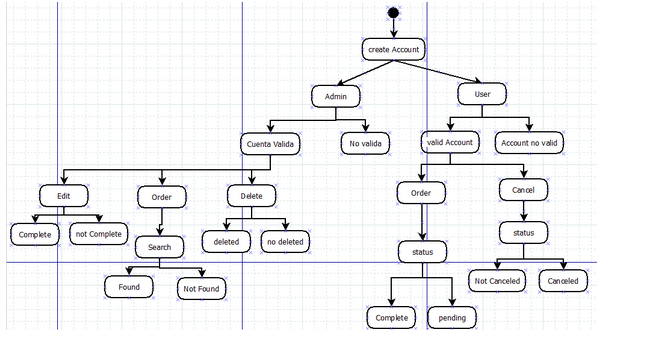 create Account
Admin
User
Cuenta Valida
No valida
valid Account
Account no valid
Edit
Order
Delete
Order
Cancel
Complete
not Complete
Search
deleted
no deleted
status
status
Found
Not Found
Not Canceled
Canceled
Complete
pending